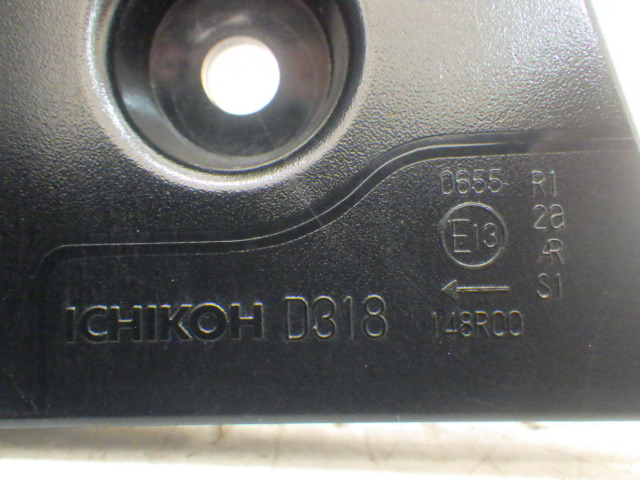 0655 R1
2a
E13
AR
← S1
ICHIKOH D318 148R00